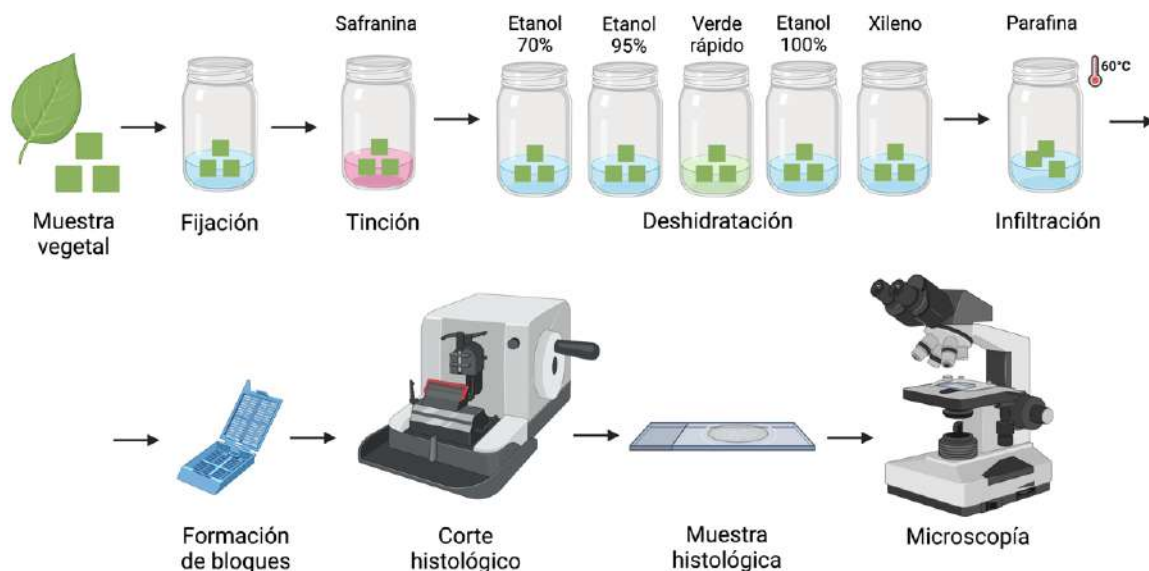 Safranina
Etanol
70%
Etanol
95%
Verde
rápido
Etanol
100%
Xileno
Parafina
60°C
Muestra
vegetal
Fijación
Tinción
Deshidratación
Infiltración
Formación
de bloques
Corte
histológico
Muestra
histológica
Microscopía